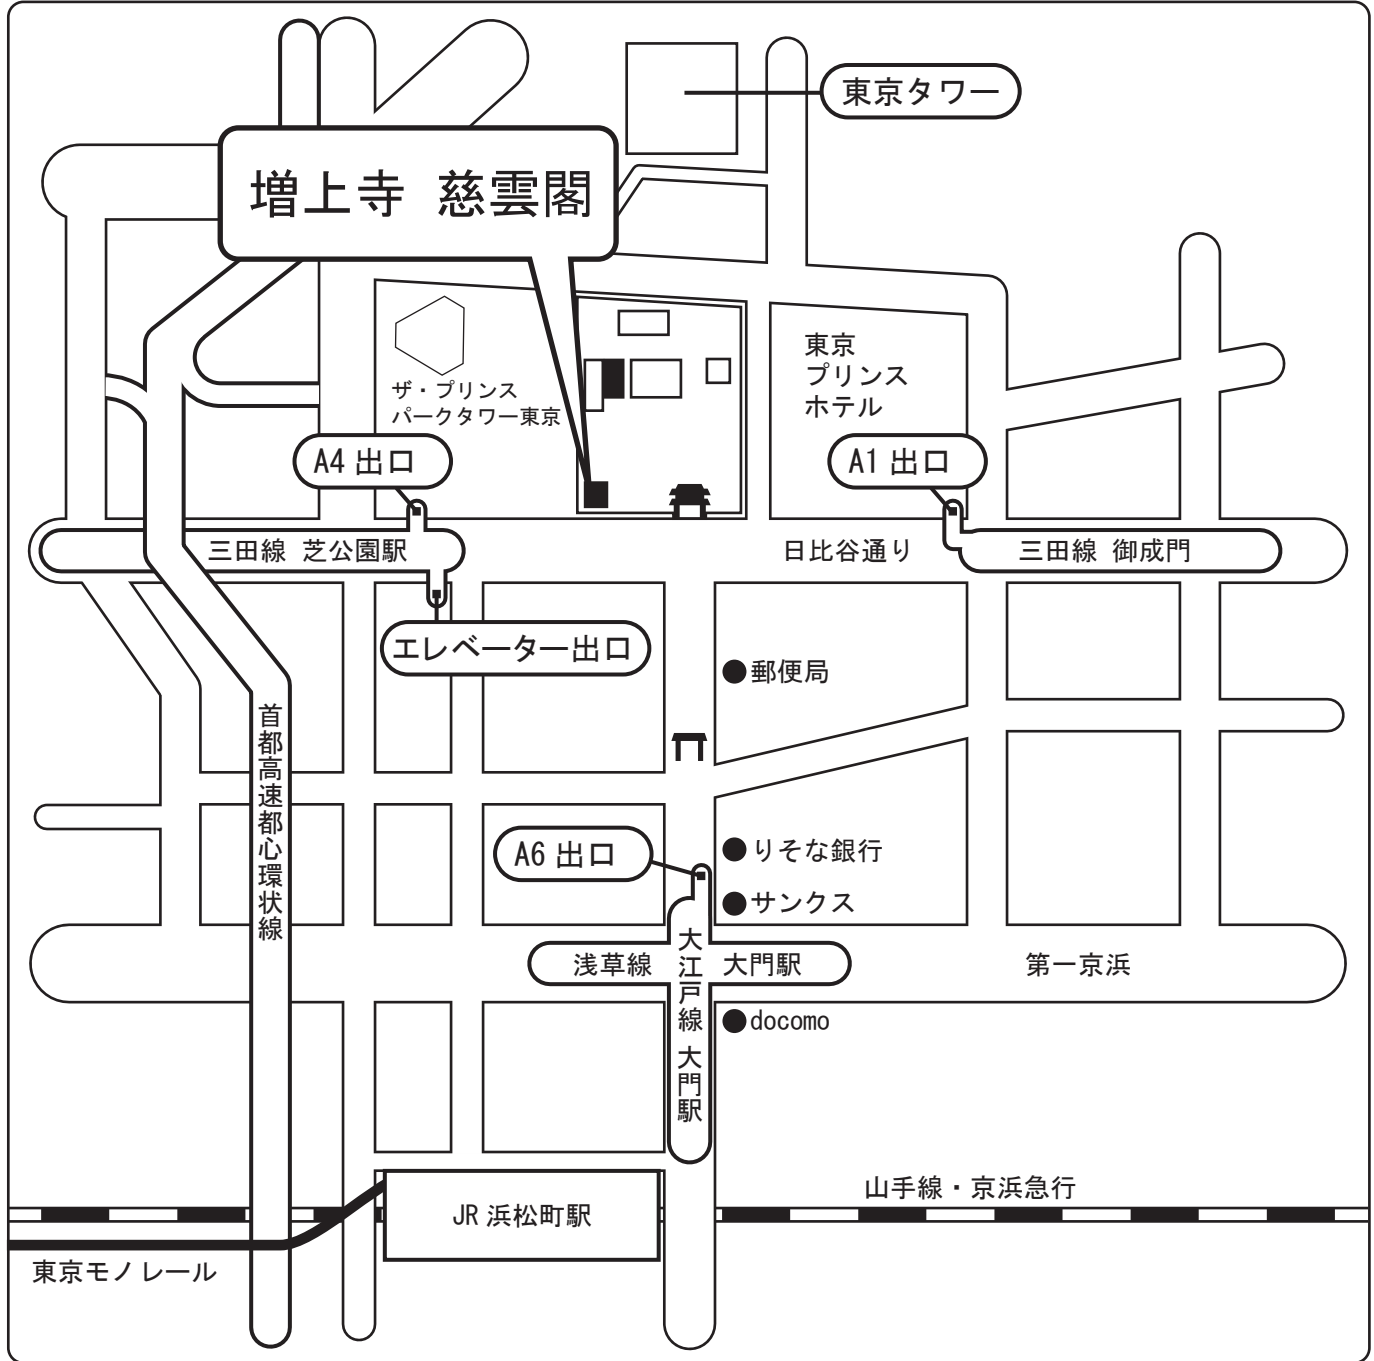 東京タワー
増上寺 慈雲閣
東京
プリンス
ホテル
ザ・プリンス
パークタワー東京
A4 出口
A1 出口
三田線 芝公園駅
日比谷通り
三田線 御成門
エレベーター出口
郵便局
首都高速都心環状線
A6 出口
りそな銀行
サンクス
浅草線 大門駅
大江戸線 大門駅
第一京浜
docomo
山手線・京浜急行
JR 浜松町駅
東京モノレール